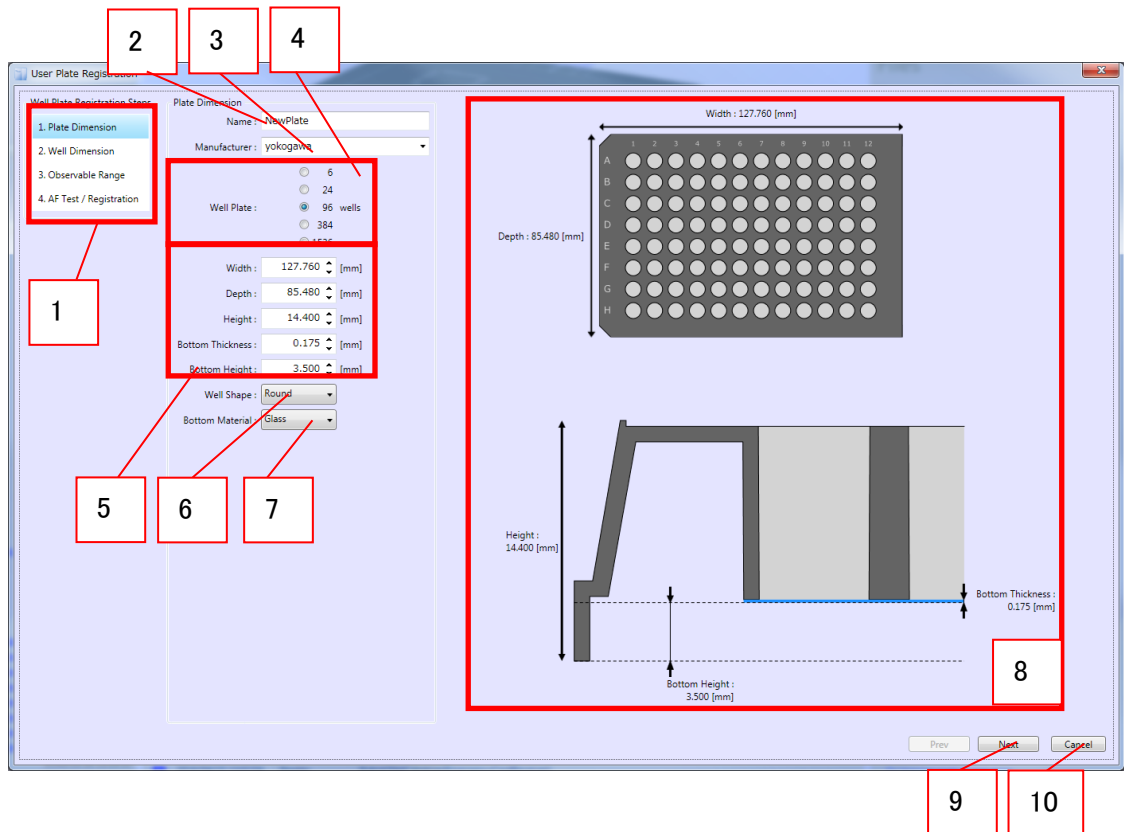 2
3
4
User Plate Registration
x
Well Plate Registration Steps
1. Plate Dimension
2. Well Dimension
3. Observable Range
4. AF Test / Registration
1
Plate Dimension
Name : NewPlate
Manufacturer : yokogawa
6
24
Well Plate : 96 wells
384
1536
Width : 127.760 [mm]
Depth : 85.480 [mm]
Height : 14.400 [mm]
Bottom Thickness : 0.175 [mm]
Bottom Height : 3.500 [mm]
Well Shape : Round
Bottom Material : Glass
5
6
7
Width : 127.760 [mm]
1 2 3 4 5 6 7 8 9 10 11 12
A
B
C
D
E
F
G
H
Depth : 85.480 [mm]
Height :
14.400 [mm]
Bottom Thickness :
0.175 [mm]
Bottom Height :
3.500 [mm]
8
Prev Next Cancel
9
10